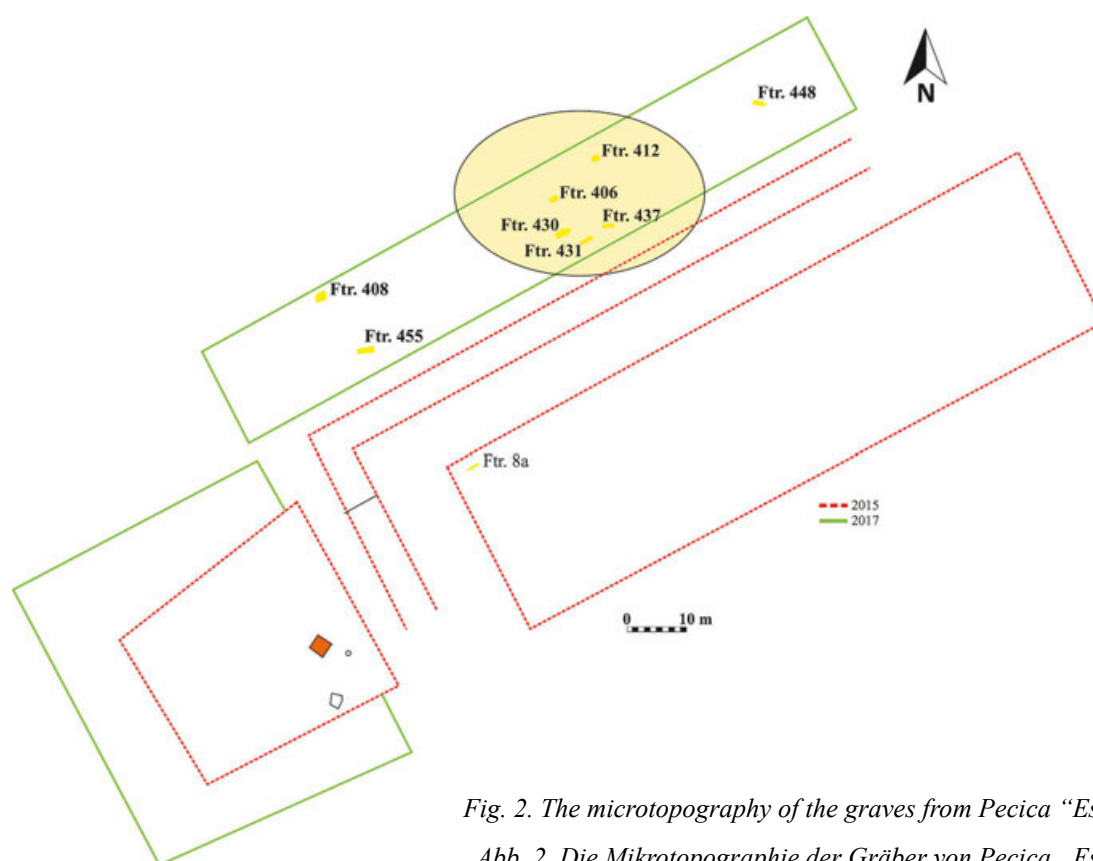 N
Ftr. 448
Ftr. 412
Ftr. 406
Ftr. 437
Ftr. 430
Ftr. 431
Ftr. 408
Ftr. 455
Ftr. 8a
2015
2017
0 10 m
Fig. 2. The microtopography of the graves from Pecica “Es
Abb. 2. Die Mikrotopographie der Gräber von Pecica „Es